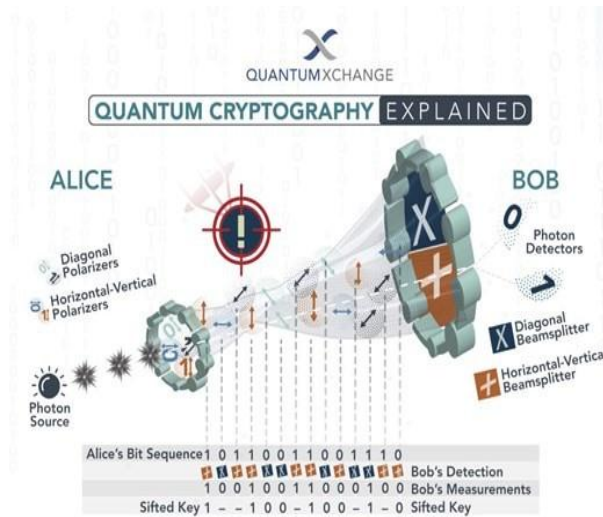 QUANTUMXCHANGE
QUANTUM CRYPTOGRAPHY EXPLAINED
ALICE
BOB
Diagonal
Polarizers
Horizontal-Vertical
Polarizers
Photon
Source
0
1
Photon
Detectors
Diagonal
Beamsplitter
Horizontal-Vertical
Beamsplitter
!
Alice's Bit Sequence 1 0 1 1 0 0 1 1 0 0 1 1 1 0
Bob's Detection
1 0 0 1 0 0 1 1 0 0 0 1 0 0 Bob's Measurements
Sifted Key 1 – – 1 0 0 – 1 0 0 – 1 – 0 Sifted Key